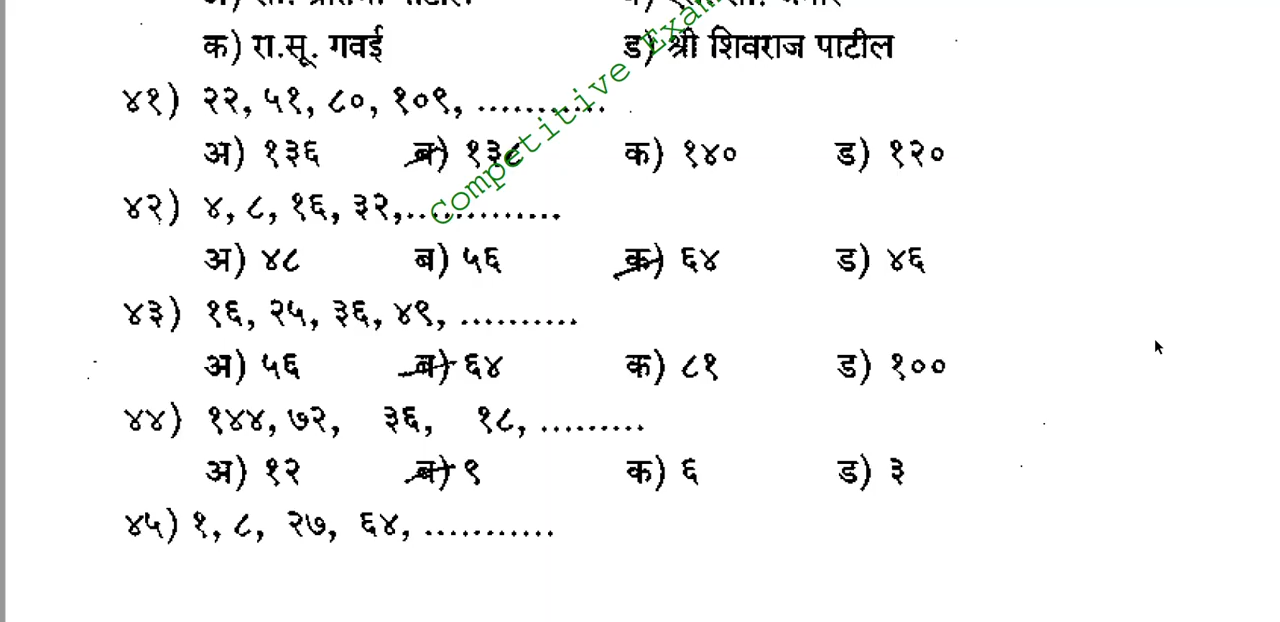 क) रा.सू. गवई ड) श्री शिवराज पाटील
४१) २२, ५१, ८०, १०९, ...........
अ) १३६ ब) १३८ क) १४० ड) १२०
४२) ४, ८, १६, ३२,.............
अ) ४८ ब) ५६ क) ६४ ड) ४६
४३) १६, २५, ३६, ४९, ..........
अ) ५६ ब) ६४ क) ८१ ड) १००
४४) १४४, ७२, ३६, १८, .........
अ) १२ ब) ९ क) ६ ड) ३
४५) १, ८, २७, ६४, ...........
Competitive Exam